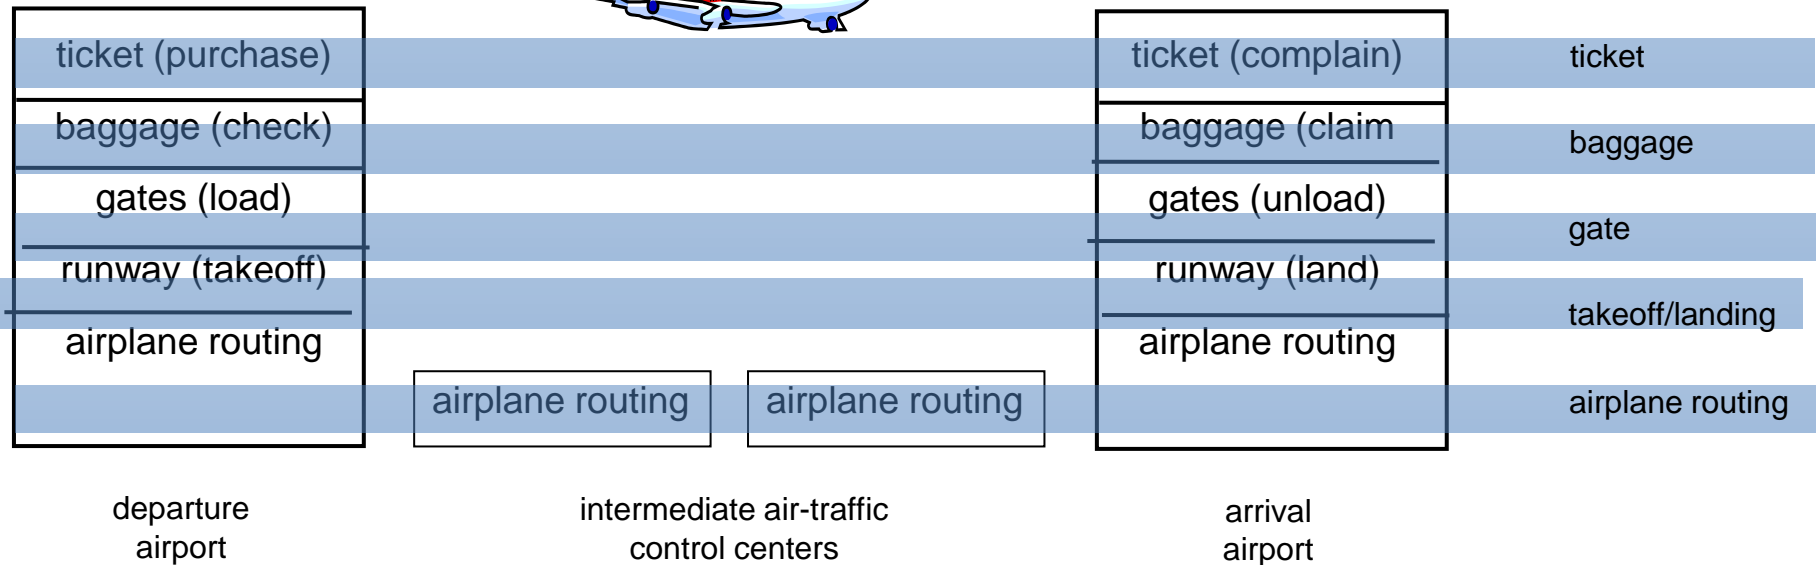 ticket (purchase)
ticket (complain)
ticket
baggage (check)
baggage (claim
baggage
gates (load)
gates (unload)
gate
runway (takeoff)
runway (land)
takeoff/landing
airplane routing
airplane routing
airplane routing
airplane routing
airplane routing
departure
airport
intermediate air-traffic
control centers
arrival
airport